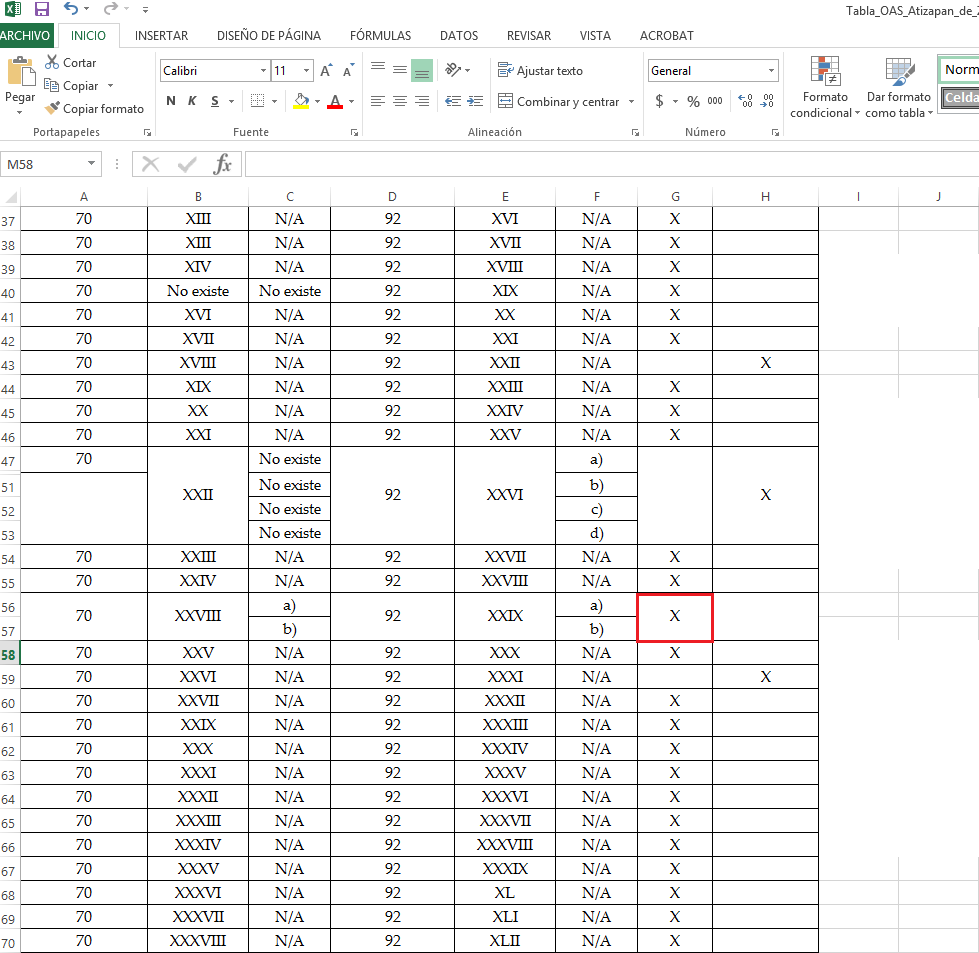 Tabla_OAS_Atizapan_de_Z
ARCHIVO INICIO INSERTAR DISEÑO DE PÁGINA FÓRMULAS DATOS REVISAR VISTA ACROBAT
Pegar
Cortar
Copiar
Copiar formato
Portapapeles
Calibri 11
N K S
Fuente
Ajustar texto
Combinar y centrar
Alineación
General
$ % 000
Número
Formato condicional
Dar formato como tabla
Norm
Celda
M58 fx
A B C D E F G H I J
37 70 XIII N/A 92 XVI N/A X
38 70 XIII N/A 92 XVII N/A X
39 70 XIV N/A 92 XVIII N/A X
40 70 No existe No existe 92 XIX N/A X
41 70 XVI N/A 92 XX N/A X
42 70 XVII N/A 92 XXI N/A X
43 70 XVIII N/A 92 XXII N/A X
44 70 XIX N/A 92 XXIII N/A X
45 70 XX N/A 92 XXIV N/A X
46 70 XXI N/A 92 XXV N/A X
47 70 XXII No existe 92 XXVI a) X
51 No existe b)
52 No existe c)
53 No existe d)
54 70 XXIII N/A 92 XXVII N/A X
55 70 XXIV N/A 92 XXVIII N/A X
56 70 XXVIII a) 92 XXIX a) X
57 b) b)
58 70 XXV N/A 92 XXX N/A X
59 70 XXVI N/A 92 XXXI N/A X
60 70 XXVII N/A 92 XXXII N/A X
61 70 XXIX N/A 92 XXXIII N/A X
62 70 XXX N/A 92 XXXIV N/A X
63 70 XXXI N/A 92 XXXV N/A X
64 70 XXXII N/A 92 XXXVI N/A X
65 70 XXXIII N/A 92 XXXVII N/A X
66 70 XXXIV N/A 92 XXXVIII N/A X
67 70 XXXV N/A 92 XXXIX N/A X
68 70 XXXVI N/A 92 XL N/A X
69 70 XXXVII N/A 92 XLI N/A X
70 70 XXXVIII N/A 92 XLII N/A X